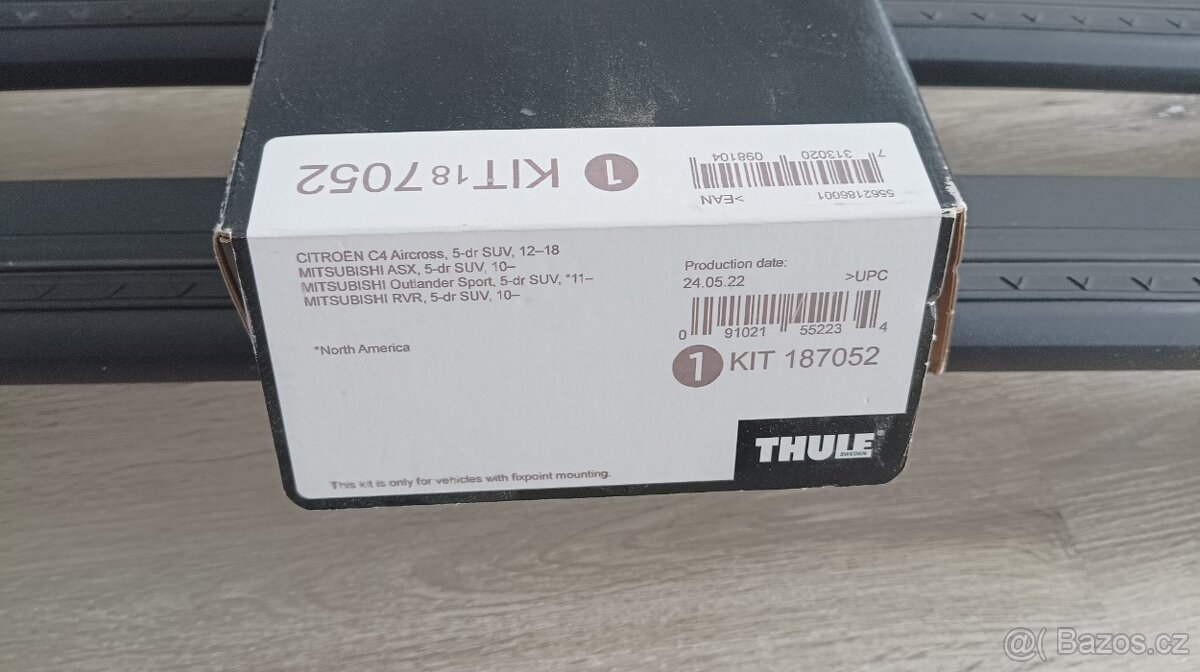 1 KIT 187052
5562186001 >EAN
7 313020 098104
CITROËN C4 Aircross, 5-dr SUV, 12–18
MITSUBISHI ASX, 5-dr SUV, 10–
MITSUBISHI Outlander Sport, 5-dr SUV, *11–
MITSUBISHI RVR, 5-dr SUV, 10–
*North America
Production date:
24.05.22 >UPC
0 91021 55223 4
1 KIT 187052
This kit is only for vehicles with fixpoint mounting.
THULE®
SWEDEN
@( Bazos.cz